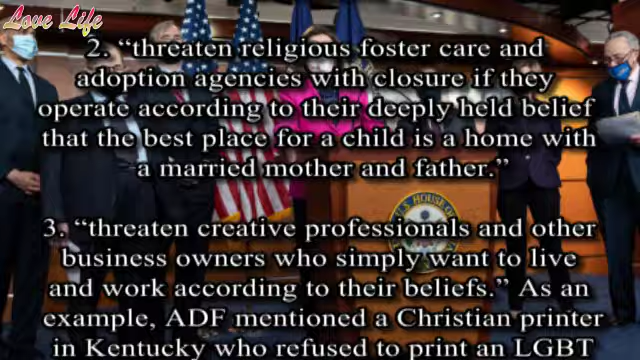 Love Life
2. “threaten religious foster care and
adoption agencies with closure if they
operate according to their deeply held belief
that the best place for a child is a home with
a married mother and father.”
3. “threaten creative professionals and other
business owners who simply want to live
and work according to their beliefs.” As an
example, ADF mentioned a Christian printer
in Kentucky who refused to print an LGBT